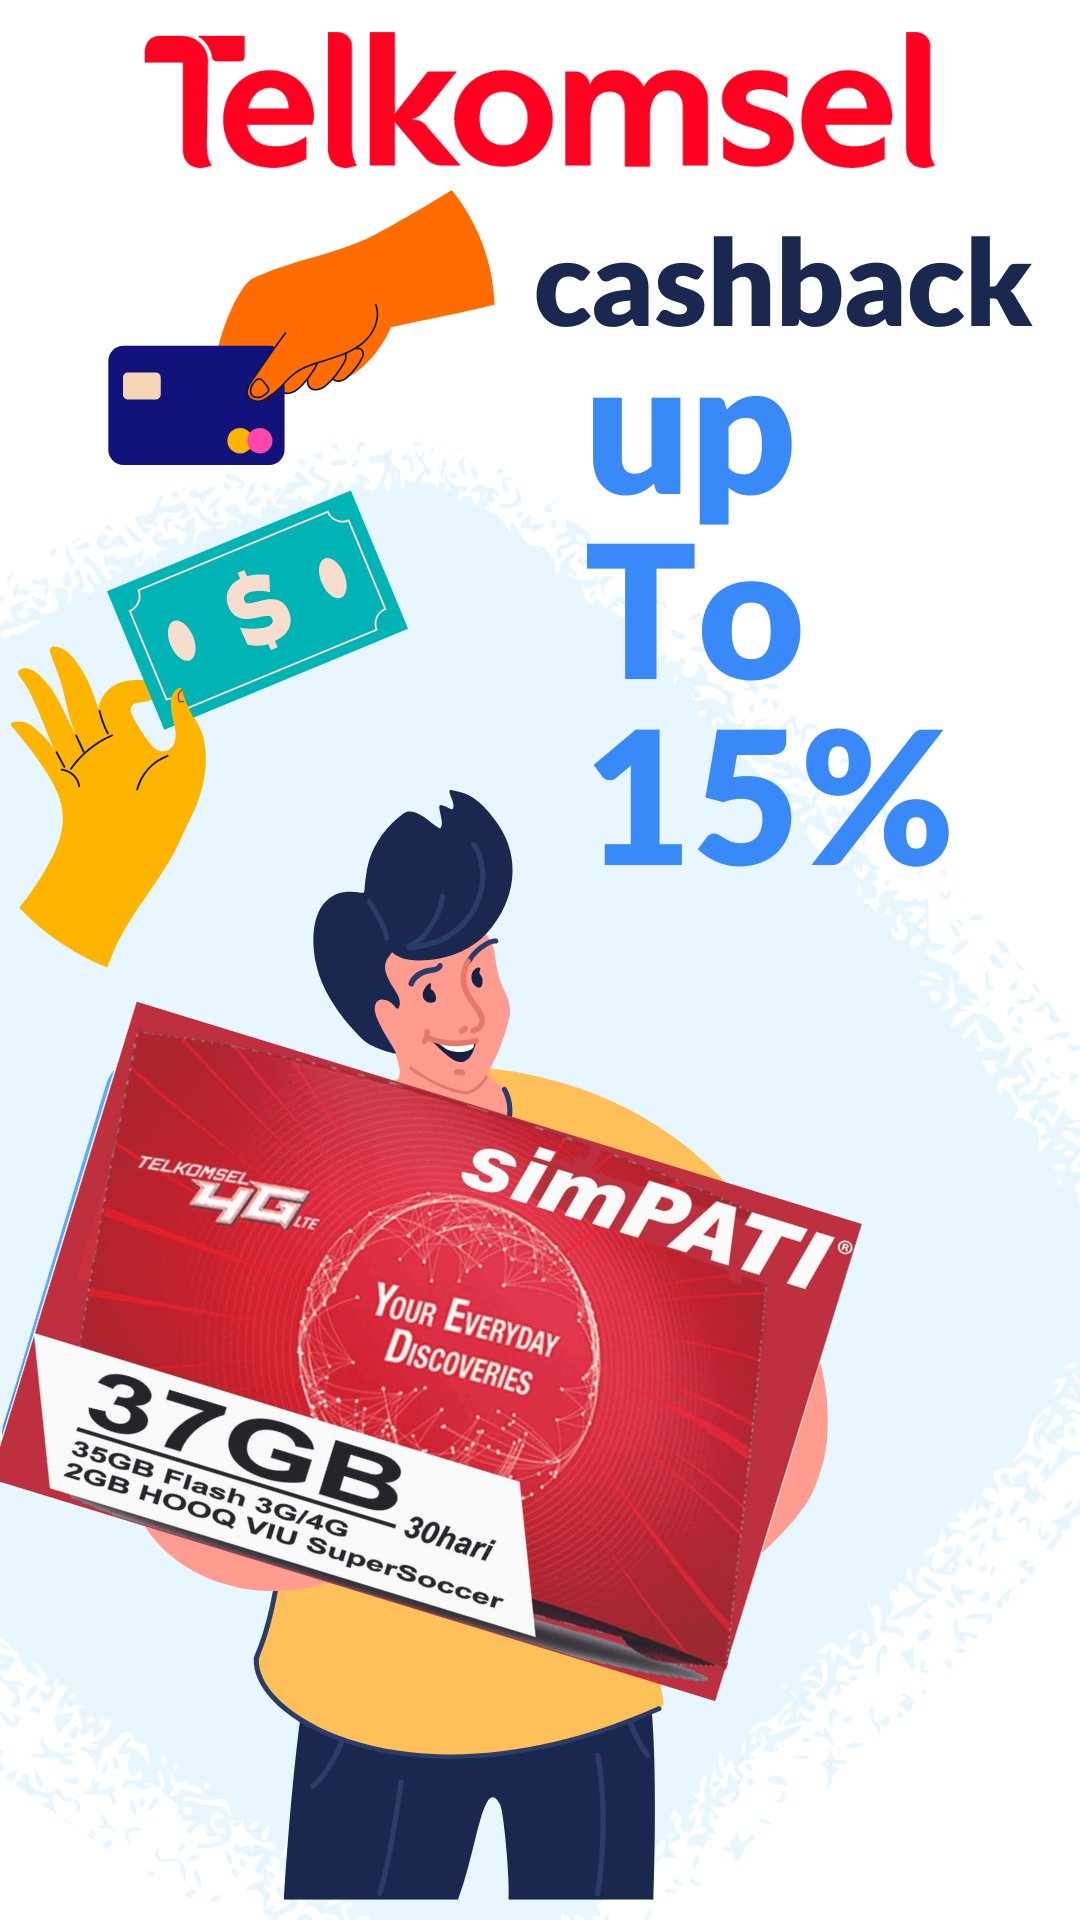 Telkomsel
cashback
up
To
15%
$
simPATI®
TELKOMSEL
4G LTE
YOUR EVERYDAY
DISCOVERIES
37GB
35GB Flash 3G/4G
30hari
2GB HOOQ VIU SuperSoccer